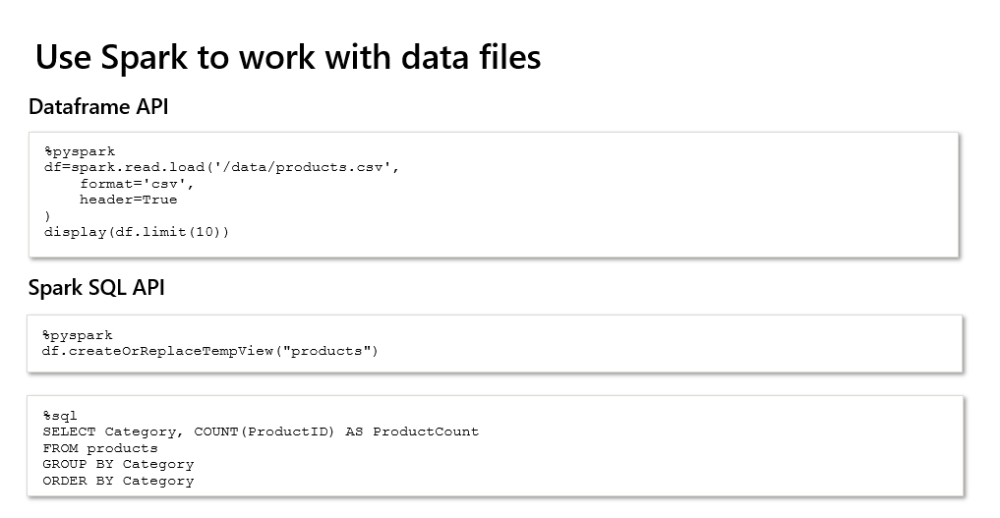 Use Spark to work with data files
Dataframe API
%pyspark
df=spark.read.load('/data/products.csv',
    format='csv',
    header=True
)
display(df.limit(10))
Spark SQL API
%pyspark
df.createOrReplaceTempView("products")
%sql
SELECT Category, COUNT(ProductID) AS ProductCount
FROM products
GROUP BY Category
ORDER BY Category